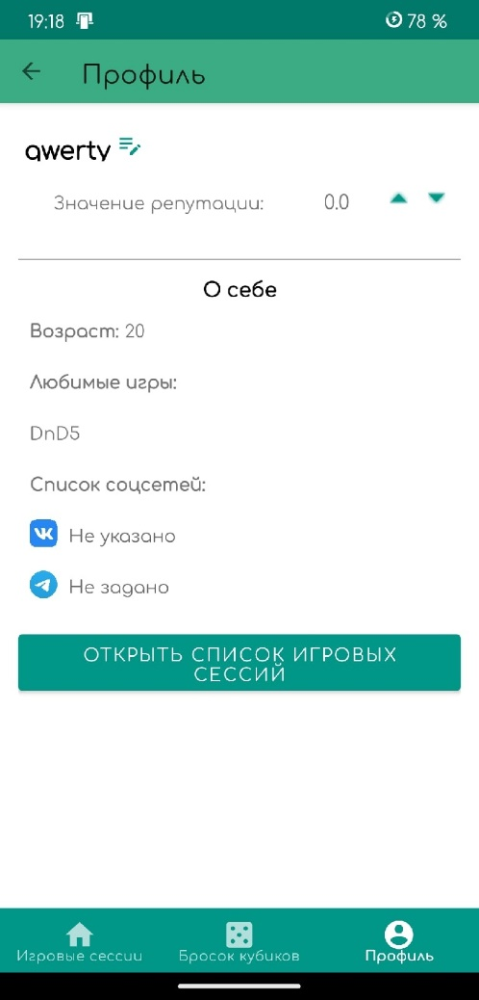 19:18 78 %
Профиль
qwerty
Значение репутации: 0.0
О себе
Возраст: 20
Любимые игры:
DnD5
Список соцсетей:
Не указано
Не задано
ОТКРЫТЬ СПИСОК ИГРОВЫХ
СЕССИЙ
Игровые сессии Бросок кубиков Профиль